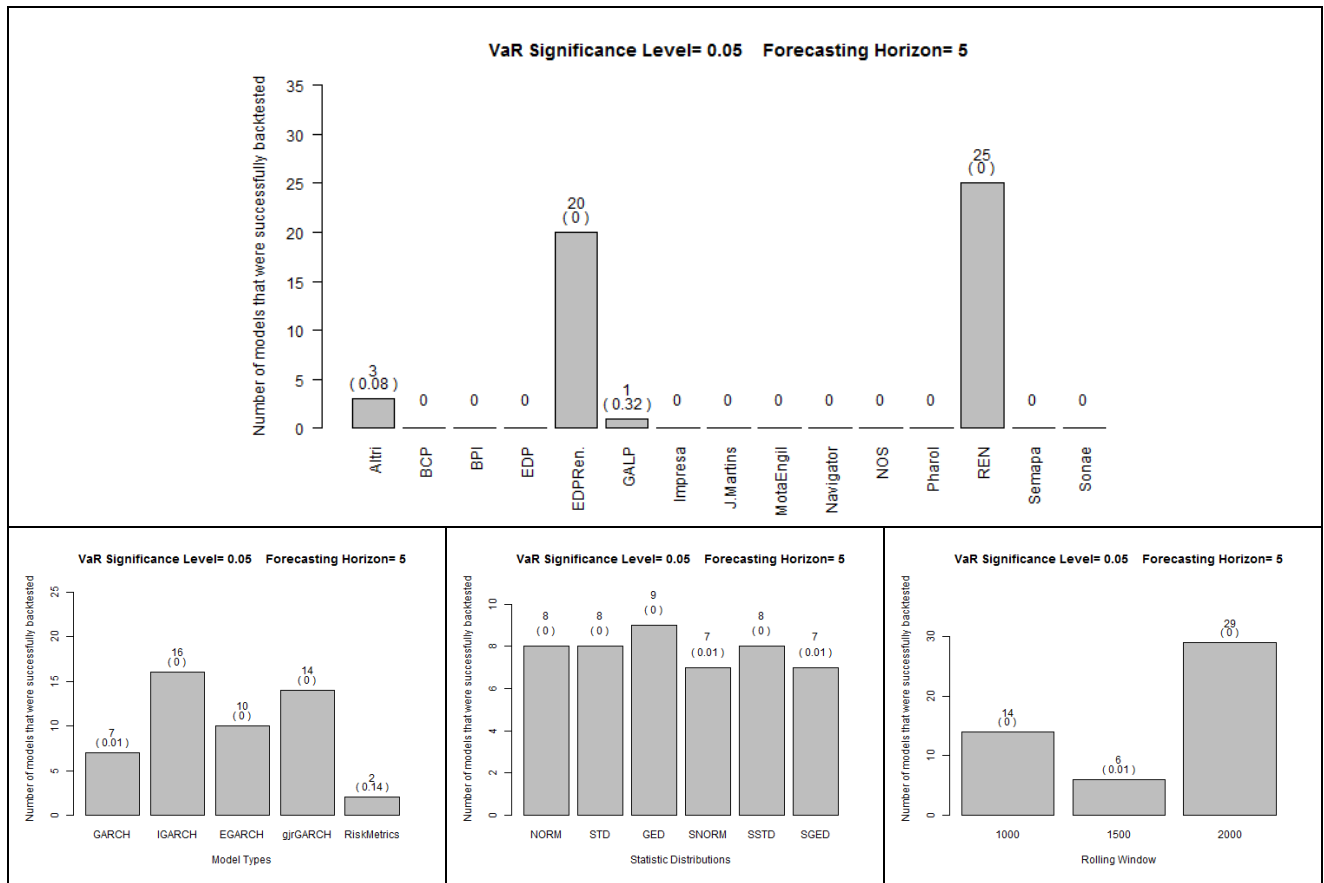 VaR Significance Level= 0.05 Forecasting Horizon= 5
Number of models that were successfully backtested
35
30
25
20
15
10
5
0
3
( 0.08 )
0
0
0
20
( 0 )
1
( 0.32 )
0
0
0
0
0
0
25
( 0 )
0
0
Altri
BCP
BPI
EDP
EDPRen.
GALP
Impresa
J.Martins
MotaEngil
Navigator
NOS
Pharol
REN
Semapa
Sonae
VaR Significance Level= 0.05 Forecasting Horizon= 5
Number of models that were successfully backtested
25
20
15
10
5
0
7
( 0.01 )
16
( 0 )
10
( 0 )
14
( 0 )
2
( 0.14 )
GARCH
IGARCH
EGARCH
gjrGARCH
RiskMetrics
Model Types
VaR Significance Level= 0.05 Forecasting Horizon= 5
Number of models that were successfully backtested
10
8
6
4
2
0
8
( 0 )
8
( 0 )
9
( 0 )
7
( 0.01 )
8
( 0 )
7
( 0.01 )
NORM
STD
GED
SNORM
SSTD
SGED
Statistic Distributions
VaR Significance Level= 0.05 Forecasting Horizon= 5
Number of models that were successfully backtested
30
20
10
0
14
( 0 )
6
( 0.01 )
29
( 0 )
1000
1500
2000
Rolling Window